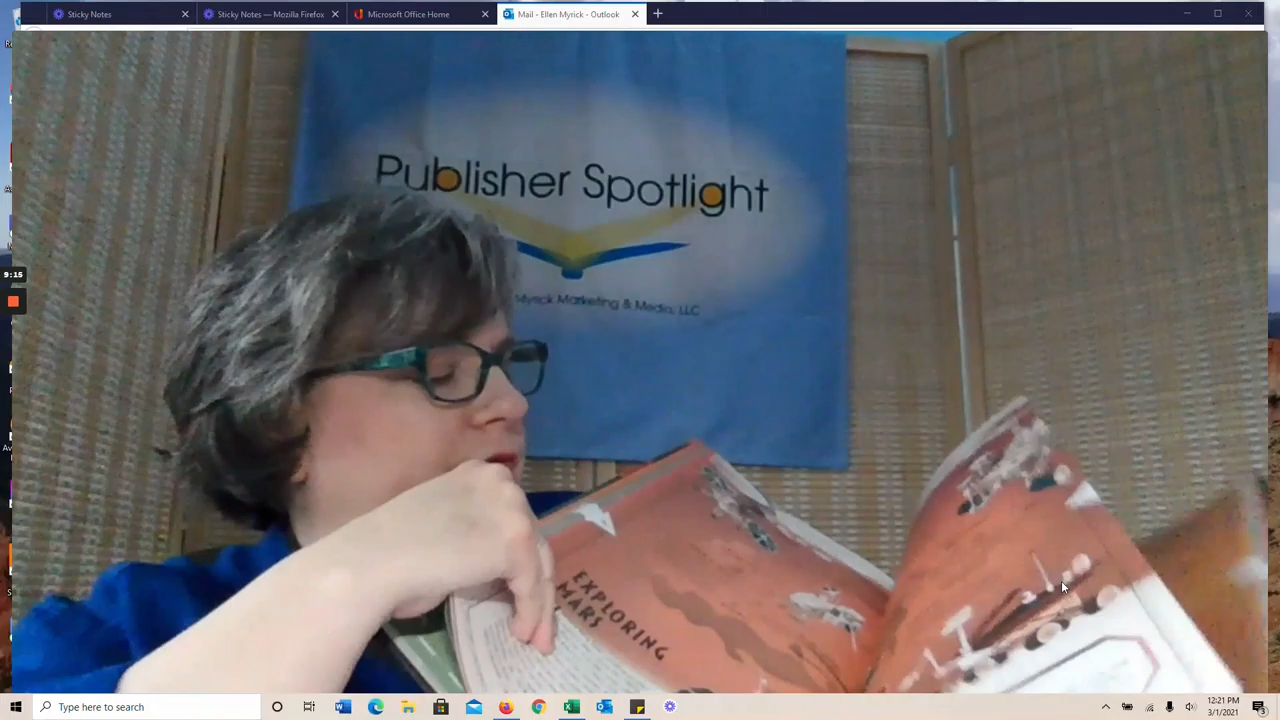 Sticky Notes
Sticky Notes — Mozilla Firefox
Microsoft Office Home
Mail - Ellen Myrick - Outlook
Publisher Spotlight
Myrick Marketing & Media, LLC
9:15
EXPLORING
MARS
Type here to search
12:21 PM
3/1/2021